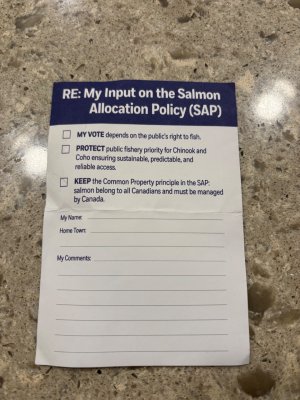 RE: My Input on the Salmon
Allocation Policy (SAP)
MY VOTE depends on the public's right to fish.
PROTECT public fishery priority for Chinook and
Coho ensuring sustainable, predictable, and
reliable access.
KEEP the Common Property principle in the SAP:
salmon belong to all Canadians and must be managed
by Canada.
My Name:
Home Town:
My Comments: